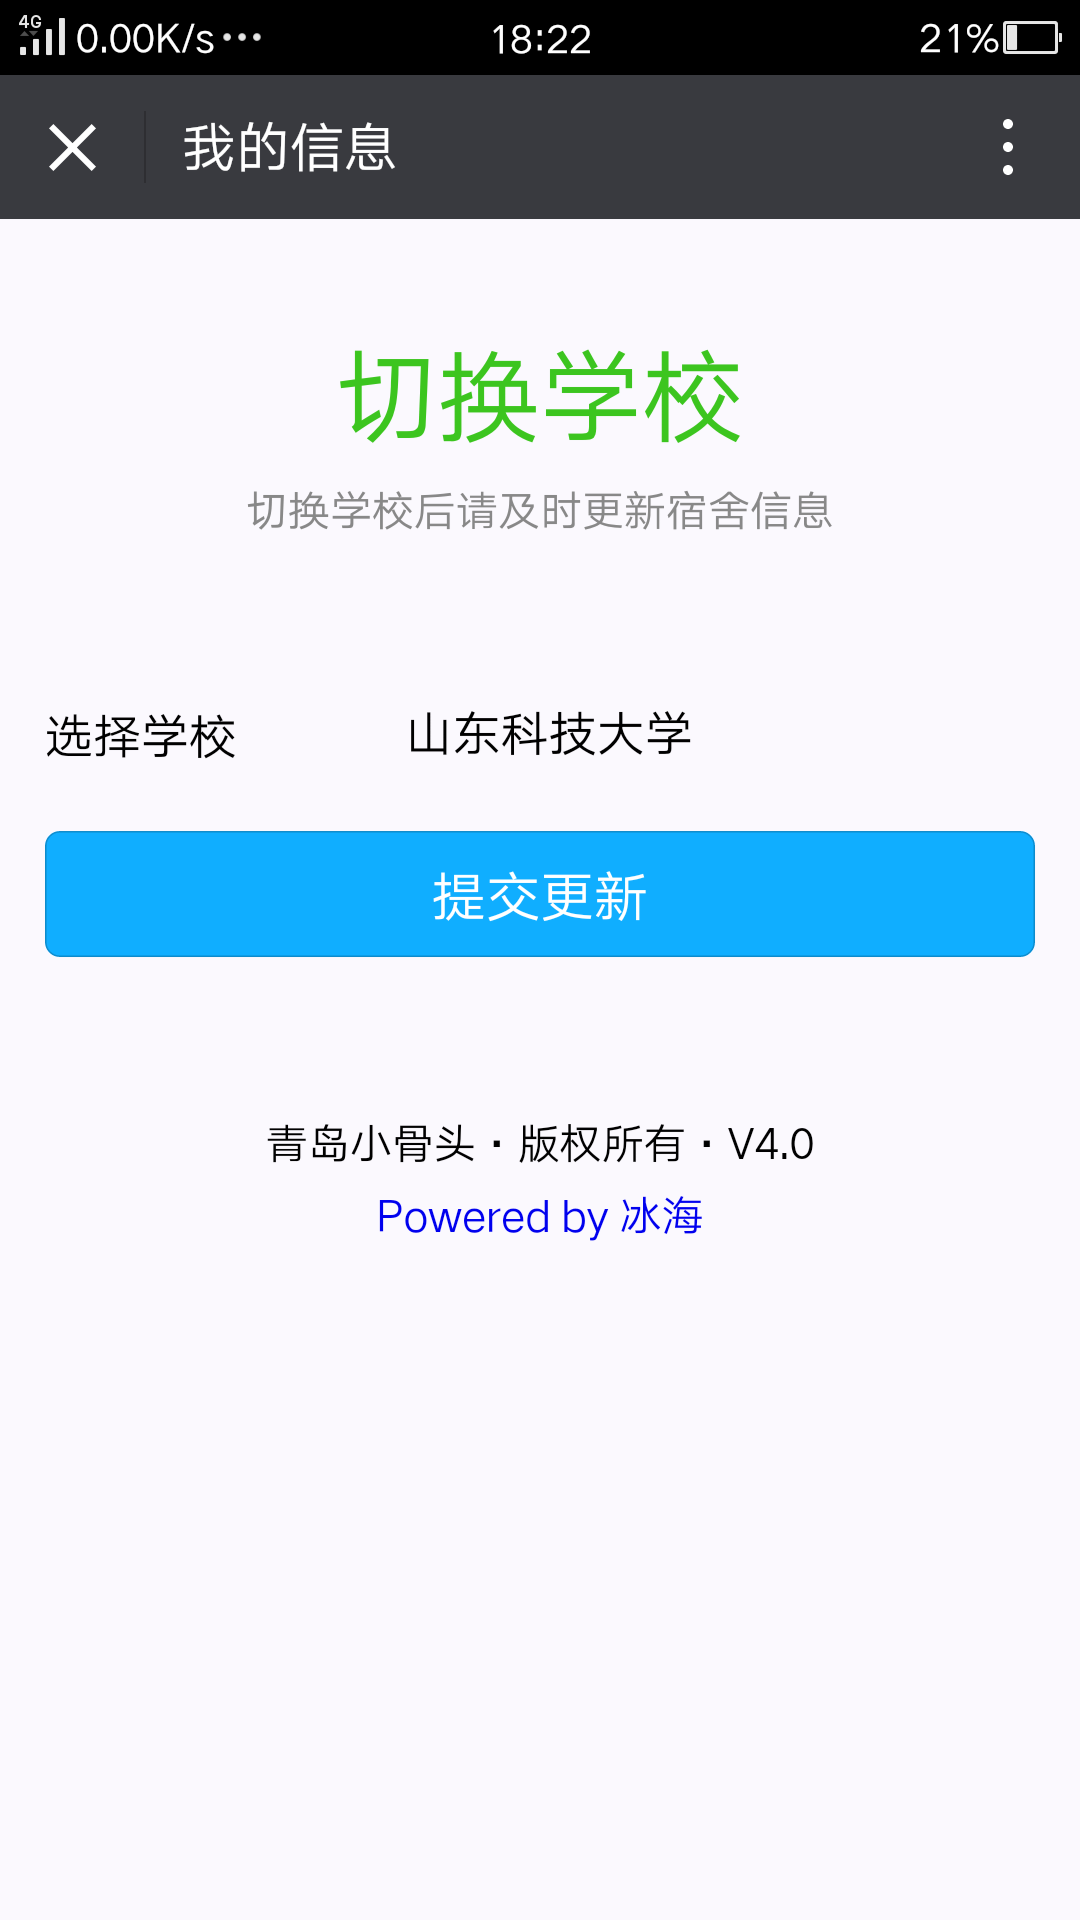 4G 0.00K/s ··· 18:22 21%
我的信息
切换学校
切换学校后请及时更新宿舍信息
选择学校 山东科技大学
提交更新
青岛小骨头·版权所有·V4.0
Powered by 冰海